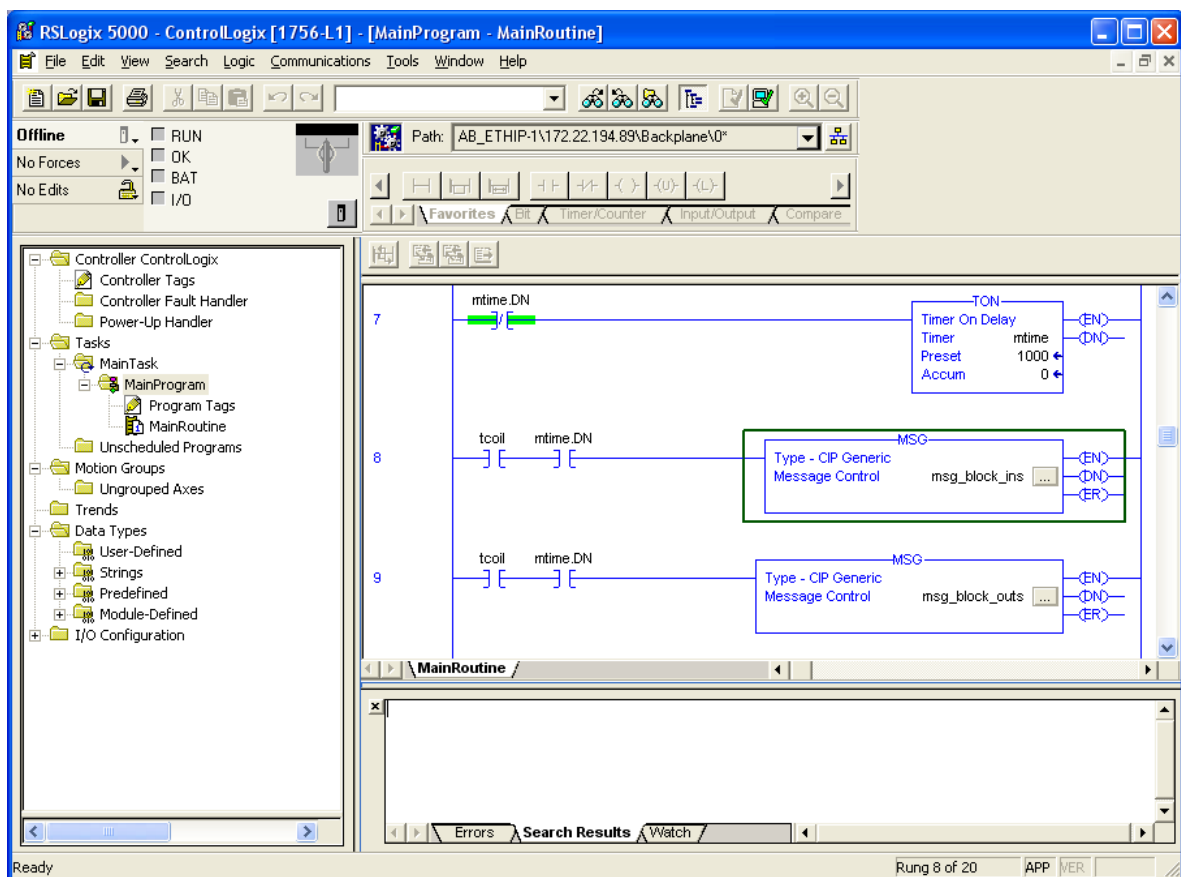 RSLogix 5000 - ControlLogix [1756-L1] - [MainProgram - MainRoutine]
File Edit View Search Logic Communications Tools Window Help
Offline
RUN
No Forces
OK
No Edits
BAT
I/O
Path: AB_ETHIP-1\172.22.194.89\Backplane\0*
Favorites Bit Timer/Counter Input/Output Compare
Controller ControlLogix
Controller Tags
Controller Fault Handler
Power-Up Handler
Tasks
MainTask
MainProgram
Program Tags
MainRoutine
Unscheduled Programs
Motion Groups
Ungrouped Axes
Trends
Data Types
User-Defined
Strings
Predefined
Module-Defined
I/O Configuration
7
mtime.DN
TON
Timer On Delay
Timer mtime
Preset 1000
Accum 0
EN
DN
8
tcoil mtime.DN
MSG
Type - CIP Generic
Message Control msg_block_ins ...
EN
DN
ER
9
tcoil mtime.DN
MSG
Type - CIP Generic
Message Control msg_block_outs ...
EN
DN
ER
MainRoutine
Errors Search Results Watch
Ready
Rung 8 of 20 APP VER